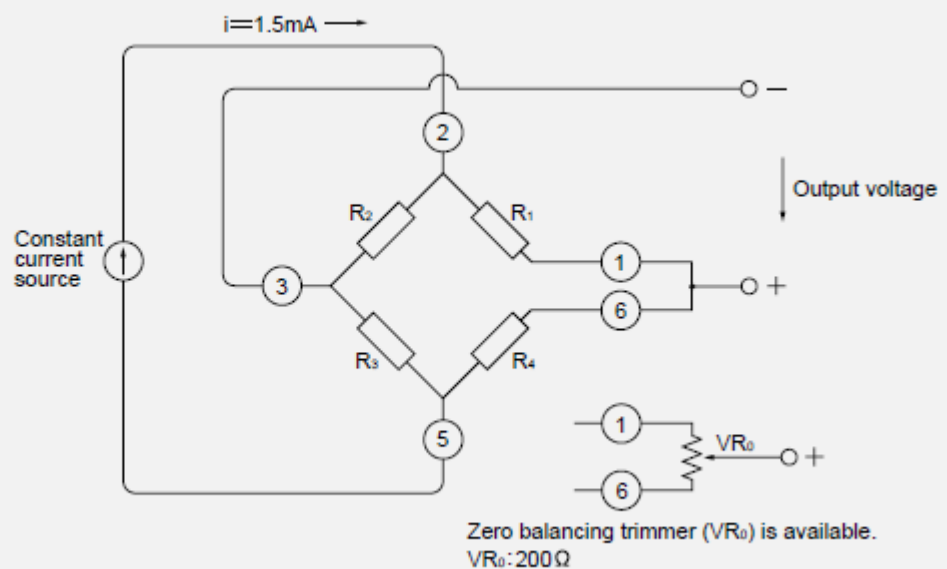 i=1.5mA
−
2
Output voltage
R₂
R₁
Constant
current
source
1
3
+
6
R₃
R₄
5
1
VR₀
+
6
Zero balancing trimmer (VR₀) is available.
VR₀:200Ω